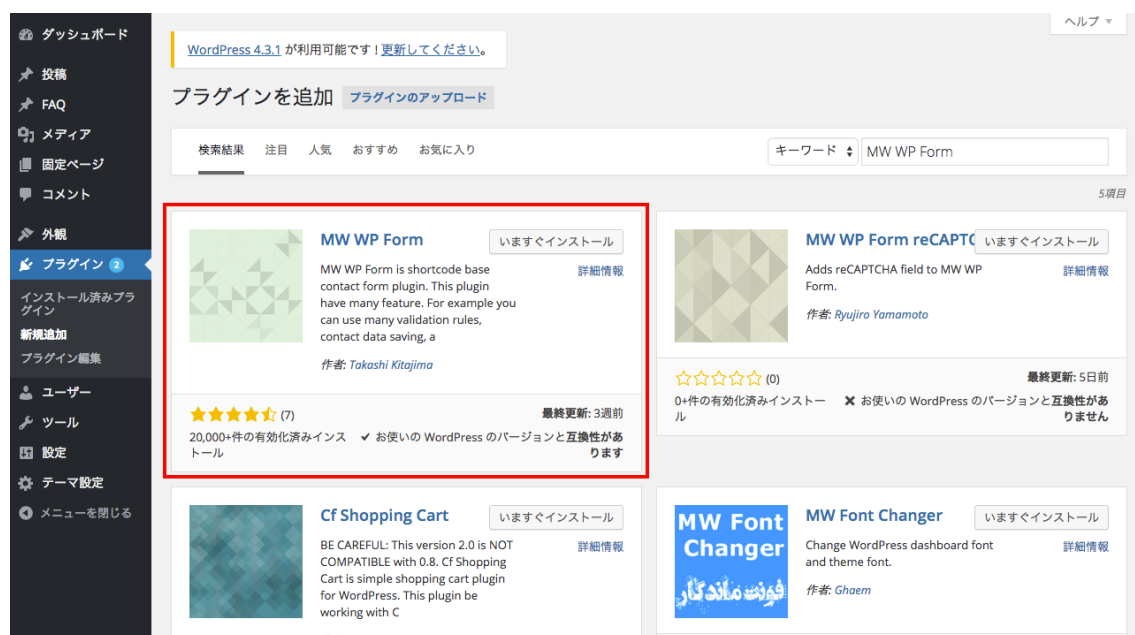 ヘルプ
ダッシュボード
投稿
FAQ
メディア
固定ページ
コメント
外観
プラグイン 2
インストール済みプラ
グイン
新規追加
プラグイン編集
ユーザー
ツール
設定
テーマ設定
メニューを閉じる
WordPress 4.3.1 が利用可能です ! 更新してください。
プラグインを追加 プラグインのアップロード
検索結果 注目 人気 おすすめ お気に入り キーワード MW WP Form
5項目
MW WP Form いますぐインストール
詳細情報
MW WP Form is shortcode base
contact form plugin. This plugin
have many feature. For example you
can use many validation rules,
contact data saving, a
作者: Takashi Kitajima
(7)
最終更新: 3週前
20,000+件の有効化済みインス
トール
お使いの WordPress のバージョンと互換性があ
ります
MW WP Form reCAPTC いますぐインストール
詳細情報
Adds reCAPTCHA field to MW WP
Form.
作者: Ryujiro Yamamoto
(0)
最終更新: 5日前
0+件の有効化済みインストー
ル
お使いの WordPress のバージョンと互換性があ
りません
Cf Shopping Cart いますぐインストール
詳細情報
BE CAREFUL: This version 2.0 is NOT
COMPATIBLE with 0.8. Cf Shopping
Cart is simple shopping cart plugin
for WordPress. This plugin be
working with C
MW Font
Changer
فونت ماندگار
MW Font Changer いますぐインストール
詳細情報
Change WordPress dashboard font
and theme font.
作者: Ghaem